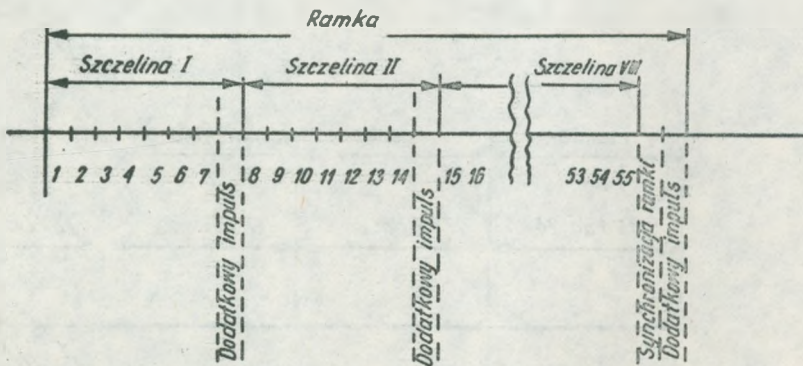 Ramka
Szczelina I Szczelina II Szczelina VIII
1 2 3 4 5 6 7 8 9 10 11 12 13 14 15 16 53 54 55
Dodatkowy impuls
Dodatkowy impuls
Synchronizacja ramki
Dodatkowy impuls